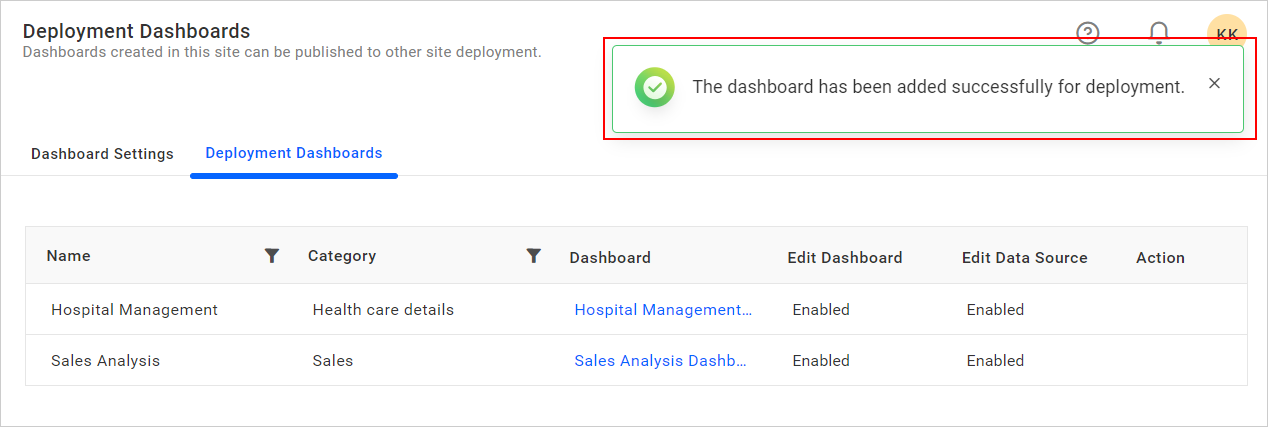 Deployment Dashboards
Dashboards created in this site can be published to other site deployment.
KK
The dashboard has been added successfully for deployment.
Dashboard Settings
Deployment Dashboards
Name Category Dashboard Edit Dashboard Edit Data Source Action
Hospital Management Health care details Hospital Management... Enabled Enabled
Sales Analysis Sales Sales Analysis Dashb... Enabled Enabled